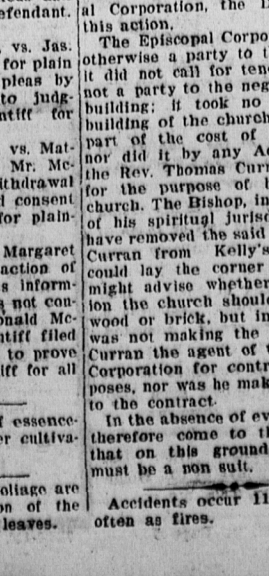 efendant.
vs. Jas.
for plain
pleas by
to judg-
ntiff for
vs. Mat-
Mr. Mc-
ithdrawal
d consent
for plain-
Margaret
action of
s inform-
s not con-
onald Mc-
ntiff filed
to prove
iff for all
f essence-
er cultiva-
oliage are
on of the
leaves.
al Corporation, the
this action.
The Episcopal Corpo
otherwise a party to t
it did not call for ten
not a party to the neg
building; it took no
building of the church
part of the cost of
nor did it by any A
the Rev. Thomas Curr
for the purpose of
church. The Bishop, in
of his spiritual jurisd
have removed the said
Curran from Kelly's
could lay the corner
might advise whether
ion the church shoul
wood or brick, but in
was not making the
Curran the agent of t
Corporation for contr
poses, nor was he mak
to the contract.
In the absence of ev
therefore come to th
that on this ground
must be a non suit.
Accidents occur 11
often as fires.